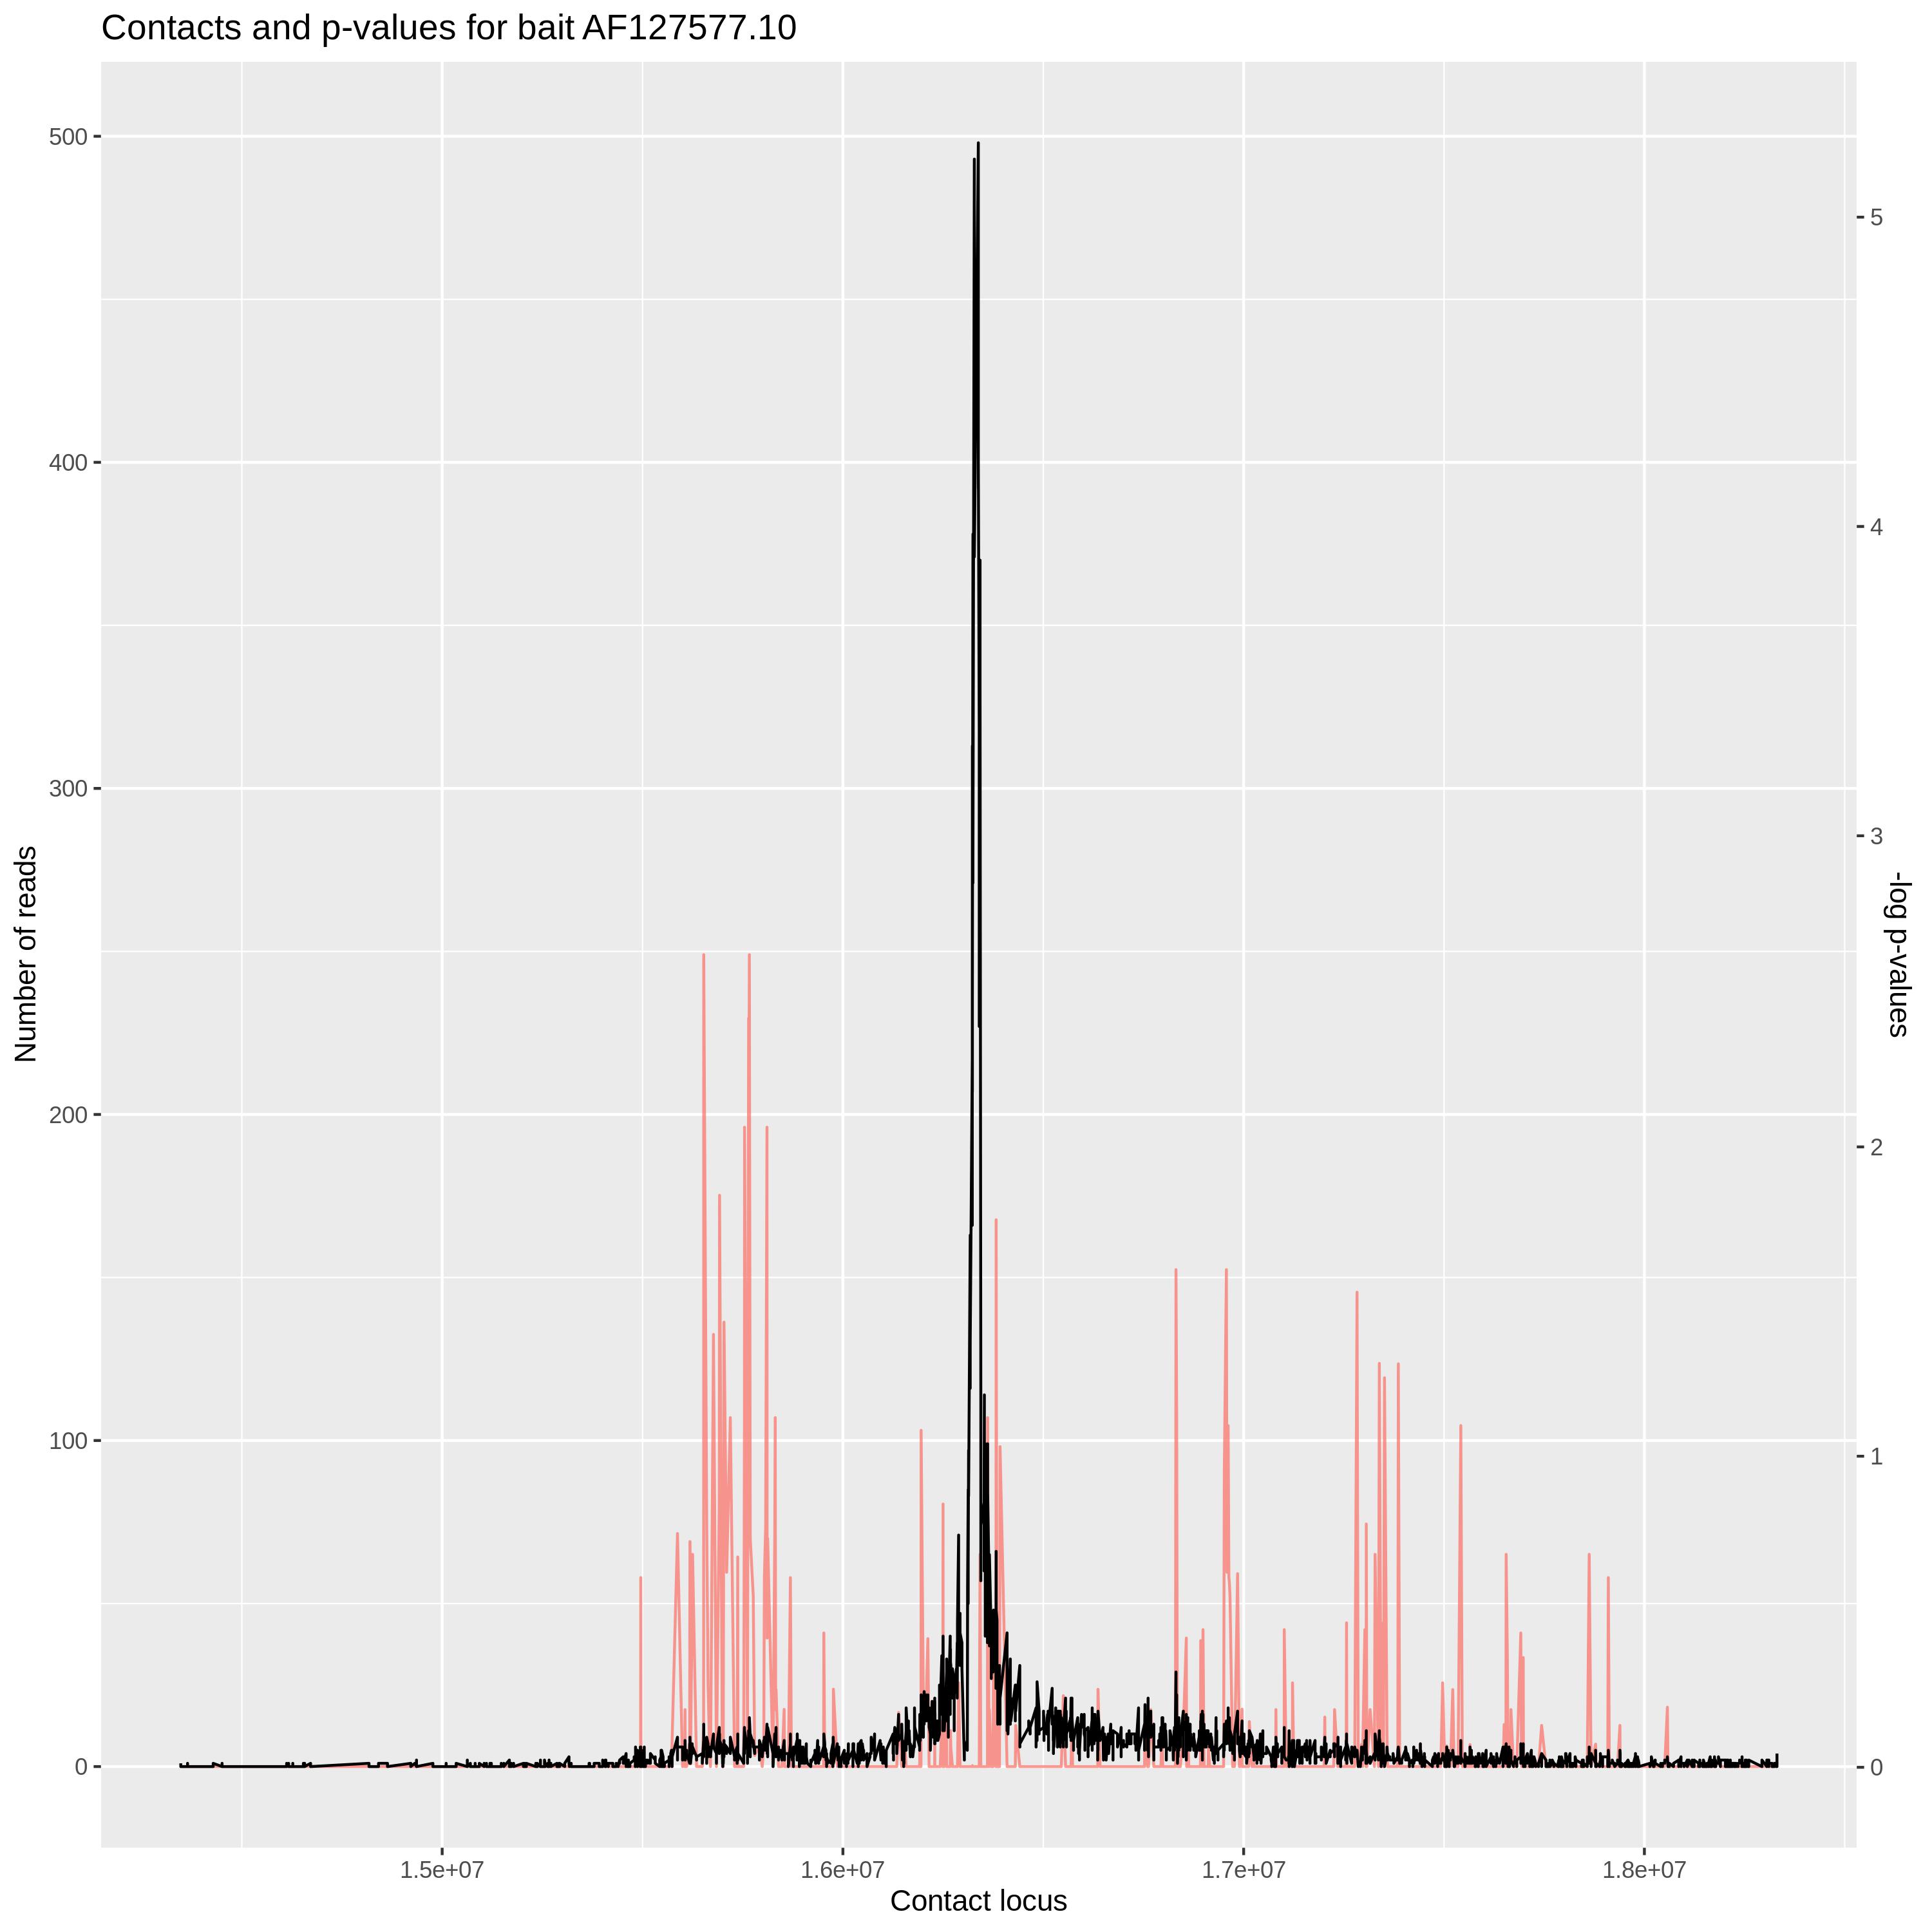 Contacts and p-values for bait AF127577.10
500
400
300
200
100
0
Number of reads
5
4
3
2
1
0
-log p-values
1.5e+07 1.6e+07 1.7e+07 1.8e+07
Contact locus